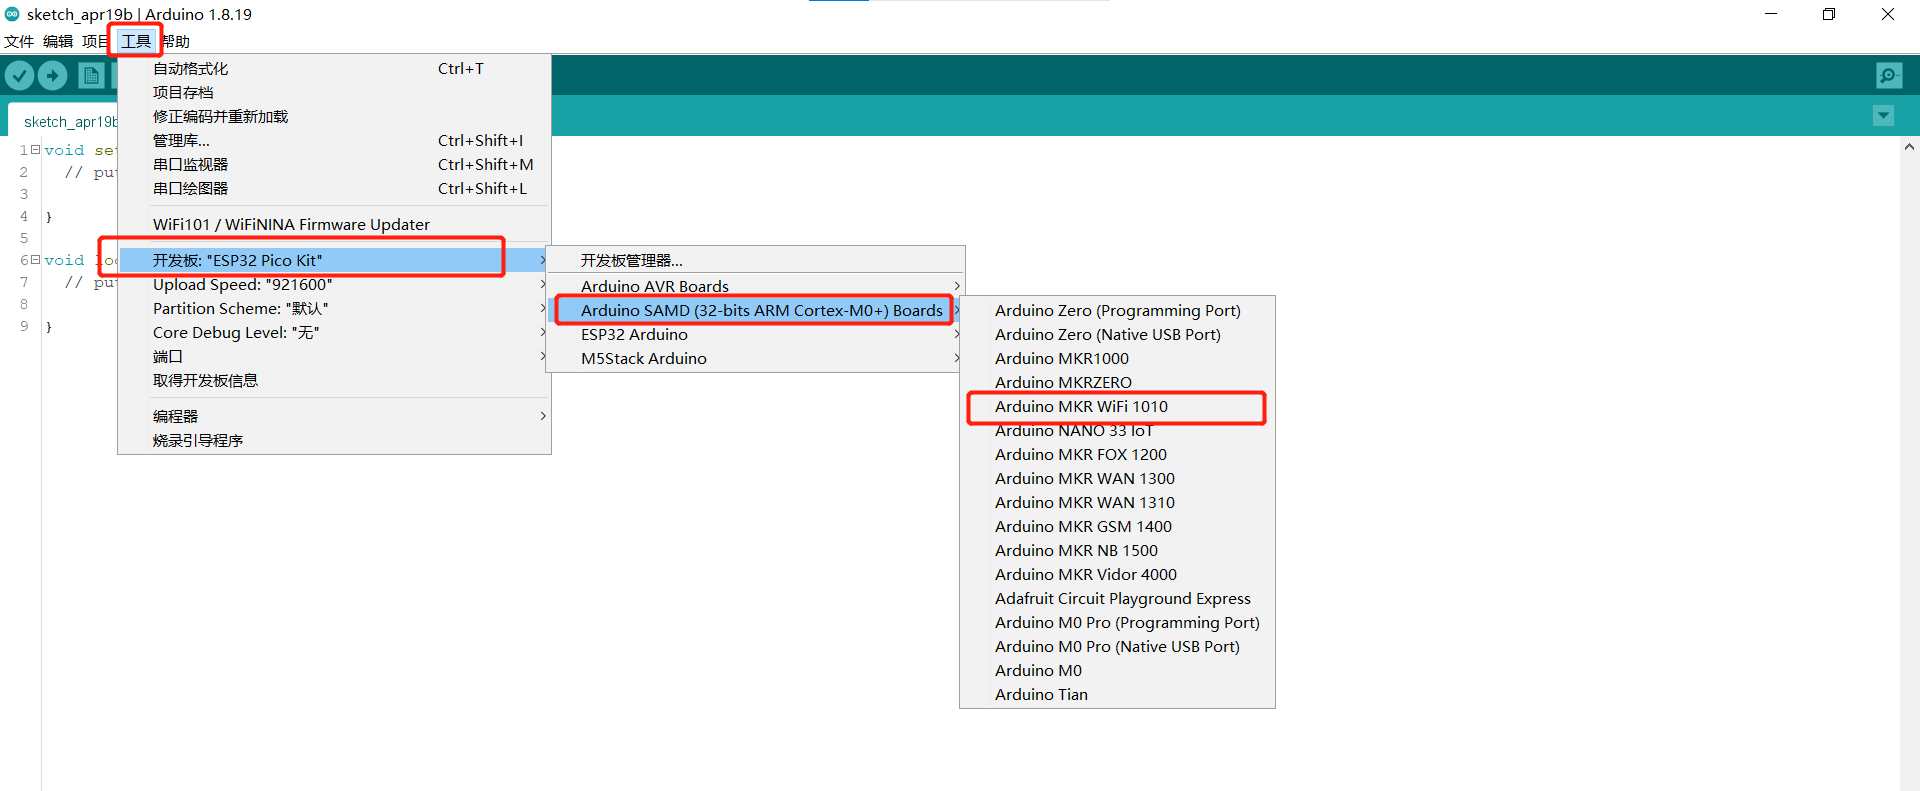 sketch_apr19b | Arduino 1.8.19
文件 编辑 项目 工具 帮助
sketch_apr19b
1 void set
2 // put
3
4 }
5
6 void loo
7 // put
8
9 }
自动格式化 Ctrl+T
项目存档
修正编码并重新加载
管理库... Ctrl+Shift+I
串口监视器 Ctrl+Shift+M
串口绘图器 Ctrl+Shift+L
WiFi101 / WiFiNINA Firmware Updater
开发板: "ESP32 Pico Kit"
Upload Speed: "921600"
Partition Scheme: "默认"
Core Debug Level: "无"
端口
取得开发板信息
编程器
烧录引导程序
开发板管理器...
Arduino AVR Boards
Arduino SAMD (32-bits ARM Cortex-M0+) Boards
ESP32 Arduino
M5Stack Arduino
Arduino Zero (Programming Port)
Arduino Zero (Native USB Port)
Arduino MKR1000
Arduino MKRZERO
Arduino MKR WiFi 1010
Arduino NANO 33 IoT
Arduino MKR FOX 1200
Arduino MKR WAN 1300
Arduino MKR WAN 1310
Arduino MKR GSM 1400
Arduino MKR NB 1500
Arduino MKR Vidor 4000
Adafruit Circuit Playground Express
Arduino M0 Pro (Programming Port)
Arduino M0 Pro (Native USB Port)
Arduino M0
Arduino Tian